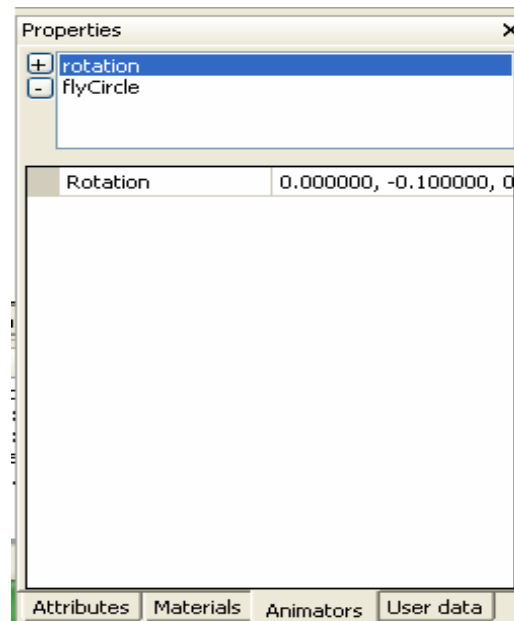 Properties
rotation
flyCircle
Rotation 0.000000, -0.100000, 0
Attributes Materials Animators User data